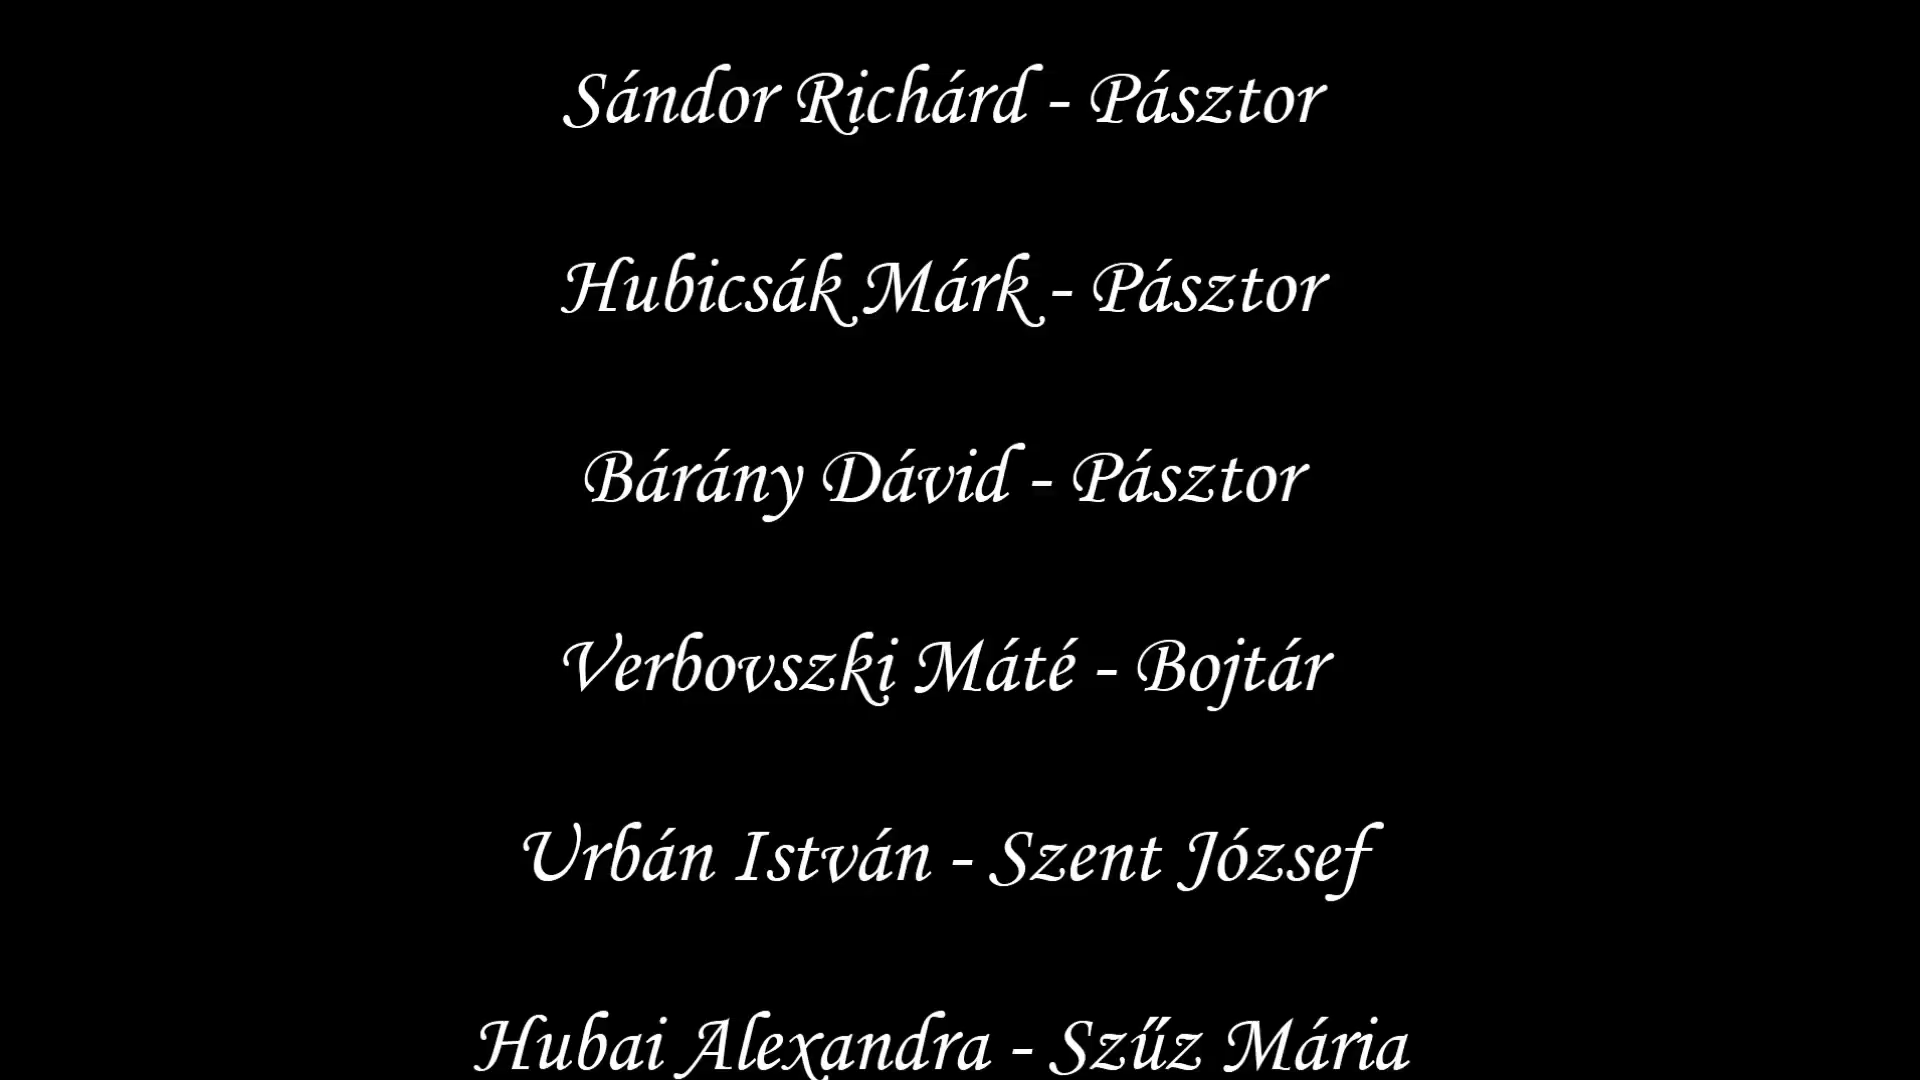 Sándor Richárd - Pásztor
Hubicsák Márk - Pásztor
Bárány Dávid - Pásztor
Verbovszki Máté - Bojtár
Urbán István - Szent József
Hubai Alexandra - Szűz Mária